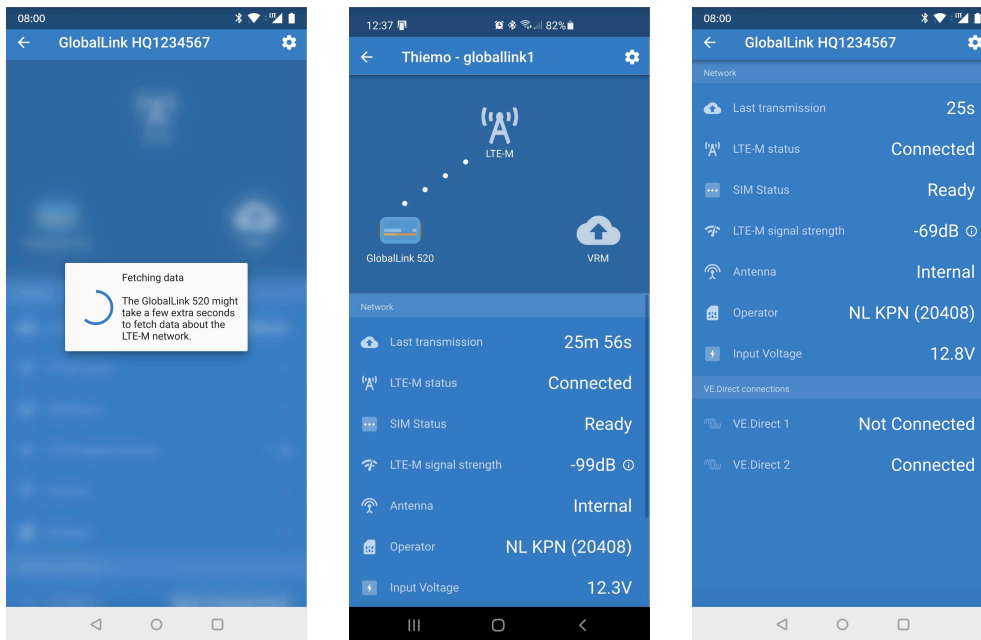 08:00
GlobalLink HQ1234567
Fetching data
The GlobalLink 520 might
take a few extra seconds
to fetch data about the
LTE-M network.
12:37 82%
Thiemo - globallink1
LTE-M
GlobalLink 520
VRM
Network
Last transmission 25m 56s
LTE-M status Connected
SIM Status Ready
LTE-M signal strength -99dB
Antenna Internal
Operator NL KPN (20408)
Input Voltage 12.3V
08:00
GlobalLink HQ1234567
Network
Last transmission 25s
LTE-M status Connected
SIM Status Ready
LTE-M signal strength -69dB
Antenna Internal
Operator NL KPN (20408)
Input Voltage 12.8V
VE.Direct connections
VE.Direct 1 Not Connected
VE.Direct 2 Connected